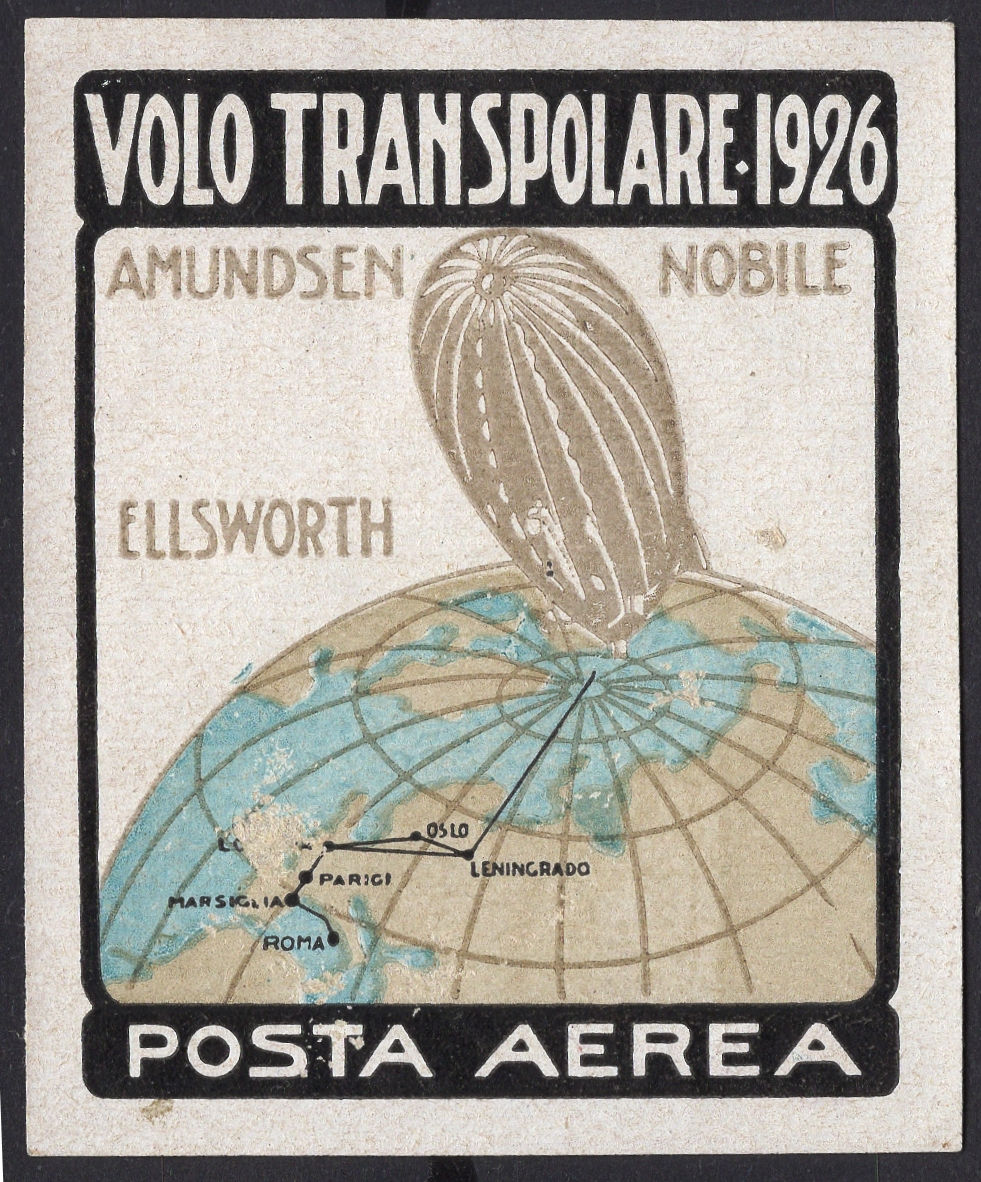 VOLO TRANSPOLARE·1926
AMUNDSEN NOBILE
ELLSWORTH
OSLO
LENINGRADO
PARIGI
MARSIGLIA
ROMA
POSTA AEREA